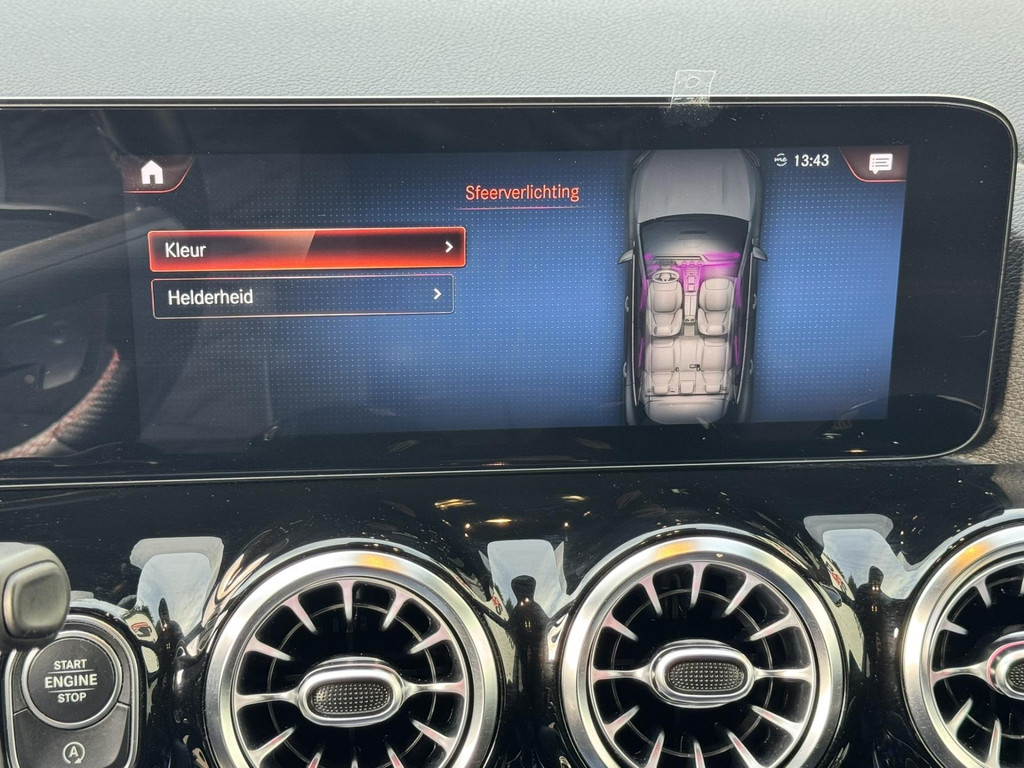 13:43
Sfeerverlichting
Kleur
Helderheid
START
ENGINE
STOP
A